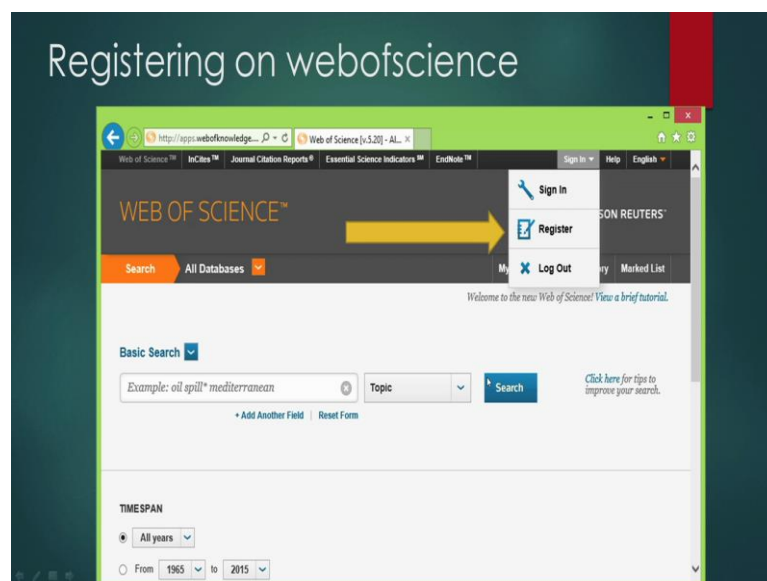 Registering on webofscience
http://apps.webofknowledge....
Web of Science [v.5.20] - Al...
Web of Science™ InCites™ Journal Citation Reports® Essential Science Indicators℠ EndNote™ Sign In Help English
Sign In
WEB OF SCIENCE™
SON REUTERS™
Register
Search All Databases My Log Out ry Marked List
Welcome to the new Web of Science! View a brief tutorial.
Basic Search
Example: oil spill* mediterranean Topic Search
Click here for tips to
improve your search.
+ Add Another Field | Reset Form
TIMESPAN
All years
From 1965 to 2015